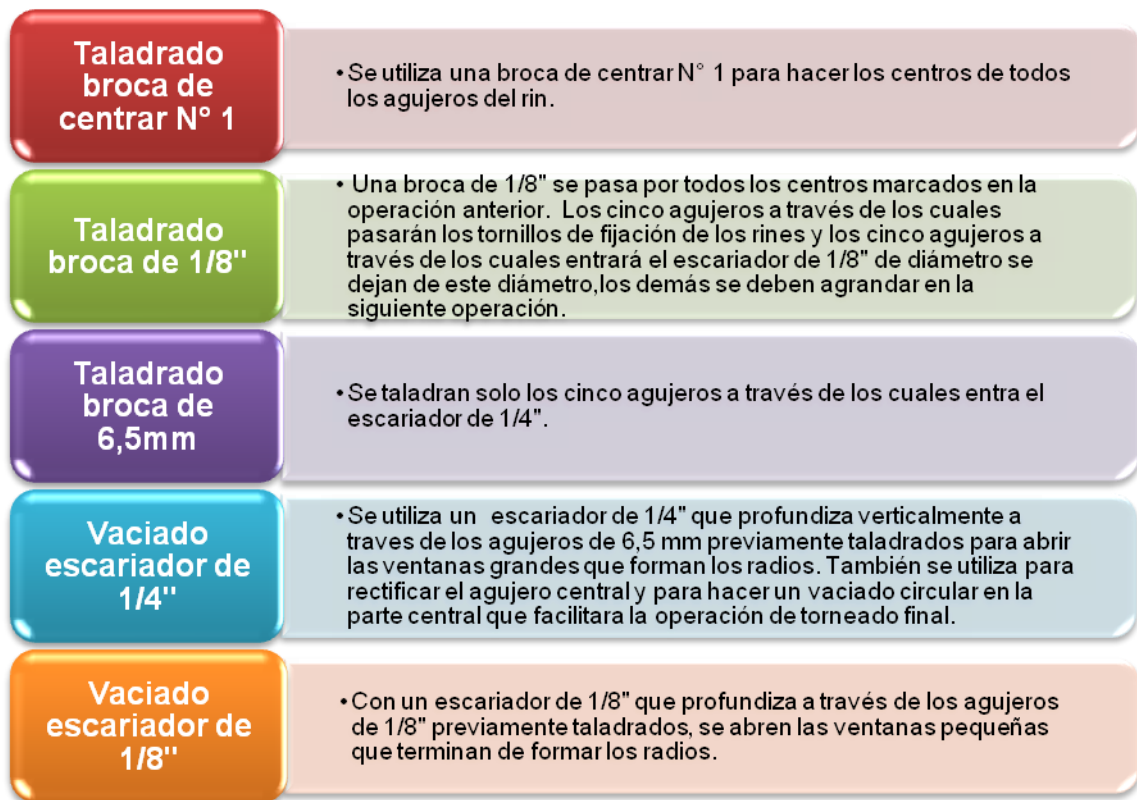 Taladrado
broca de
centrar N° 1
•Se utiliza una broca de centrar N° 1 para hacer los centros de todos
los agujeros del rin.
Taladrado
broca de 1/8"
• Una broca de 1/8" se pasa por todos los centros marcados en la
operación anterior. Los cinco agujeros a través de los cuales
pasarán los tornillos de fijación de los rines y los cinco agujeros a
través de los cuales entrará el escariador de 1/8" de diámetro se
dejan de este diámetro,los demás se deben agrandar en la
siguiente operación.
Taladrado
broca de
6,5mm
•Se taladran solo los cinco agujeros a través de los cuales entra el
escariador de 1/4".
Vaciado
escariador de
1/4"
•Se utiliza un escariador de 1/4" que profundiza verticalmente a
traves de los agujeros de 6,5 mm previamente taladrados para abrir
las ventanas grandes que forman los radios. También se utiliza para
rectificar el agujero central y para hacer un vaciado circular en la
parte central que facilitara la operación de torneado final.
Vaciado
escariador de
1/8"
•Con un escariador de 1/8" que profundiza a través de los agujeros
de 1/8" previamente taladrados, se abren las ventanas pequeñas
que terminan de formar los radios.